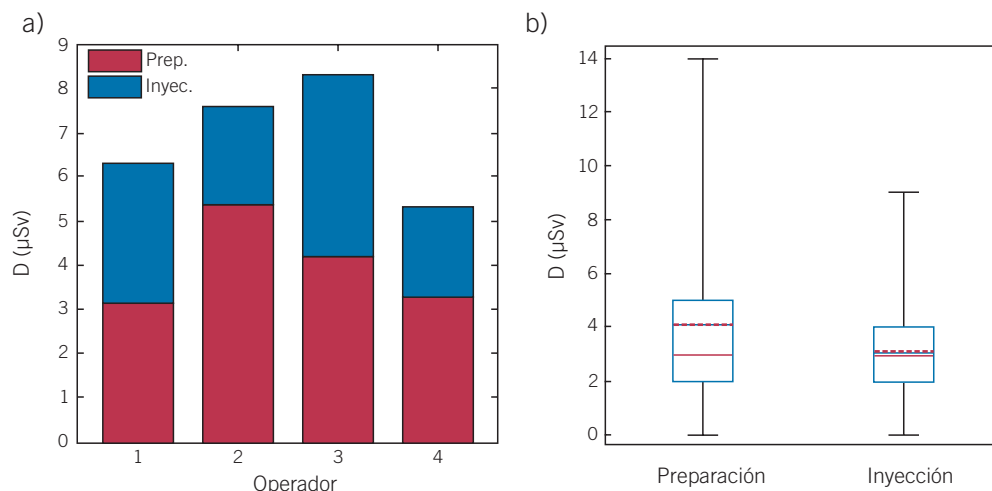 a)
Prep.
Inyec.
D (µSv)
9
8
7
6
5
4
3
2
1
0
1 2 3 4
Operador
b)
D (µSv)
14
12
10
8
6
4
2
0
Preparación Inyección